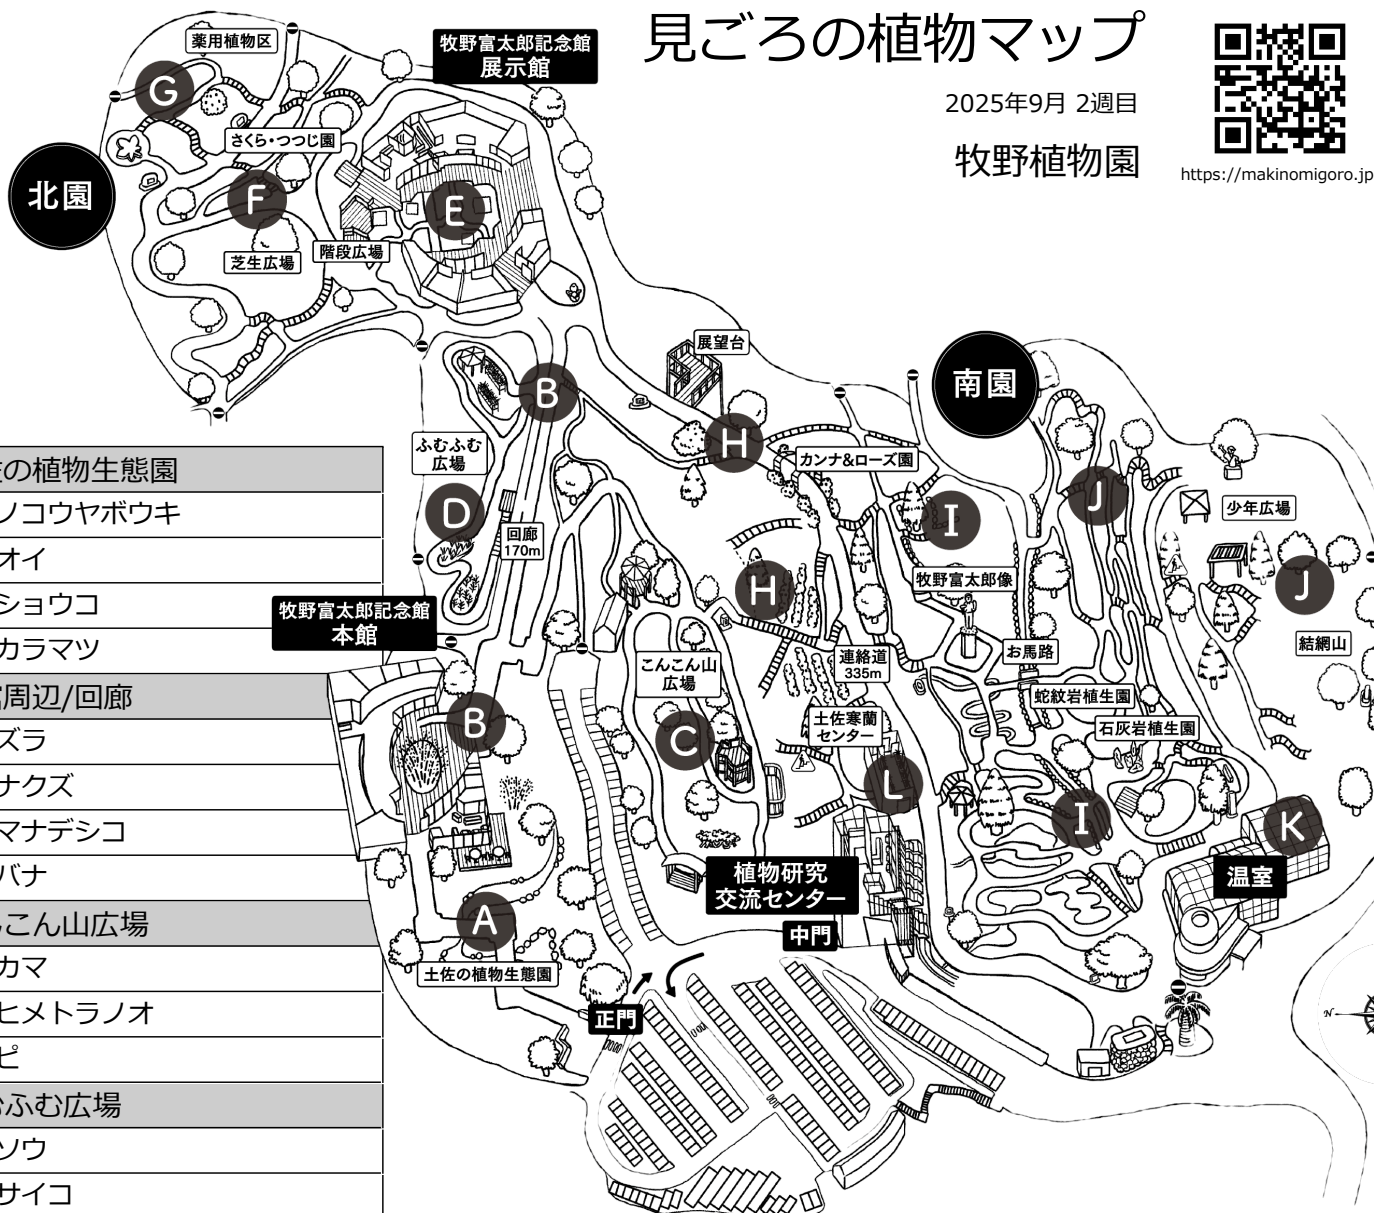 見ごろの植物マップ
2025年9月 2週目
牧野植物園
https://makinomigoro.jp
薬用植物区
牧野富太郎記念館
展示館
G
さくら・つつじ園
北園
F
E
芝生広場
階段広場
展望台
南園
B
ふむふむ
広場
H
カンナ&ローズ園
D
I
J
少年広場
回廊
170m
牧野富太郎像
H
J
牧野富太郎記念館
本館
こんこん山
広場
連絡道
335m
お馬路
結網山
蛇紋岩植生園
B
C
土佐寒蘭
センター
石灰岩植生園
L
I
K
植物研究
交流センター
温室
A
中門
土佐の植物生態園
正門
N
の植物生態園
ノコウヤボウキ
オイ
ショウコ
カラマツ
周辺/回廊
ズラ
ナクズ
マナデシコ
バナ
こん山広場
カマ
ヒメトラノオ
ピ
ふむ広場
ソウ
サイコ